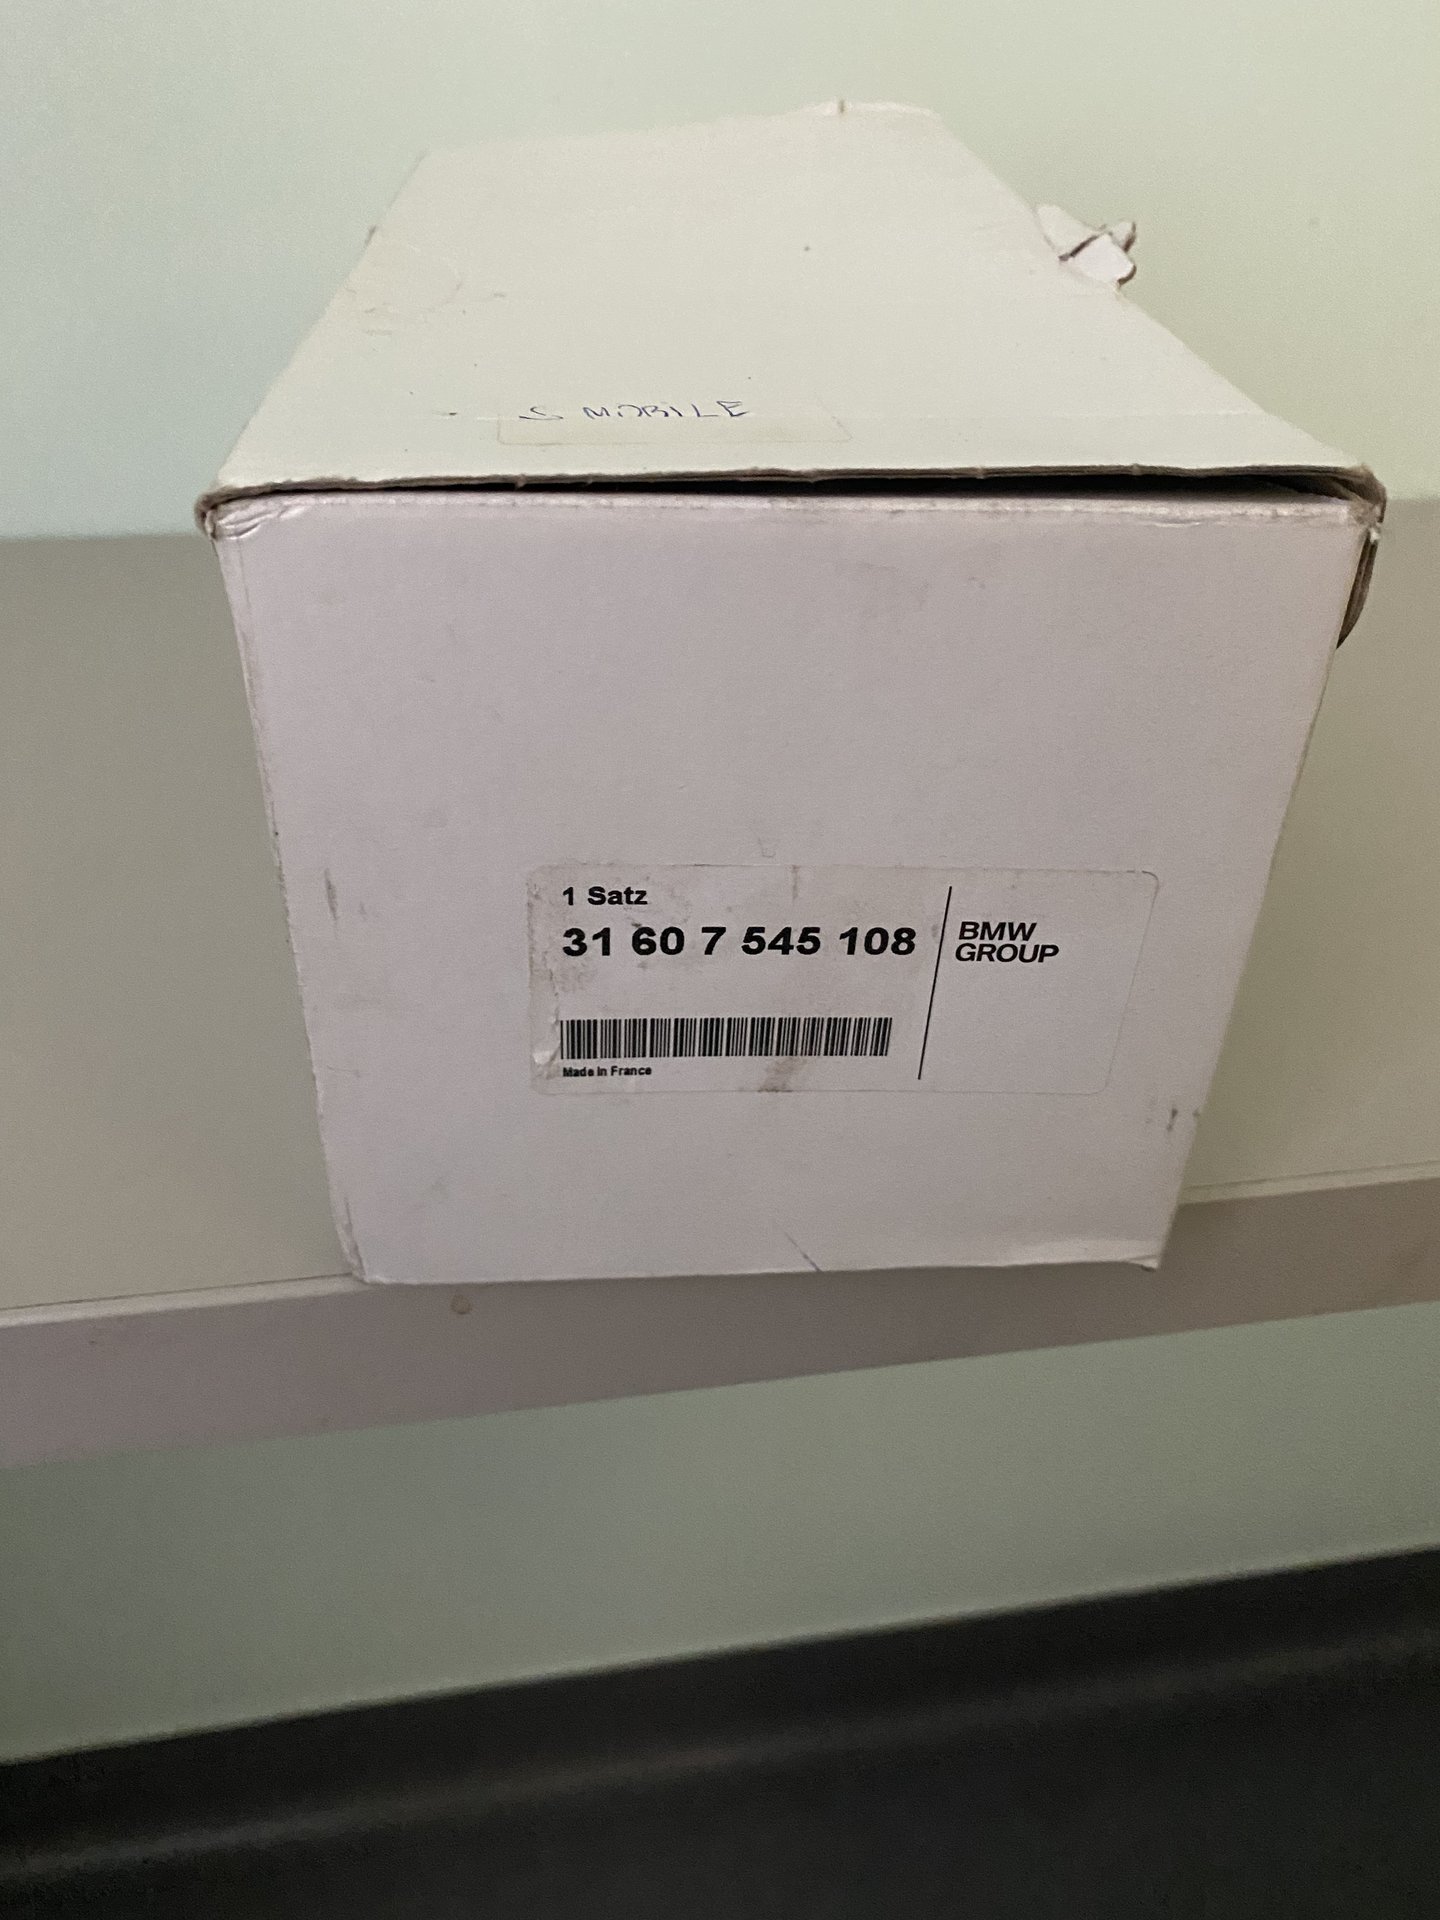 S MOBILE
1 Satz
31 60 7 545 108
BMW
GROUP
Made in France